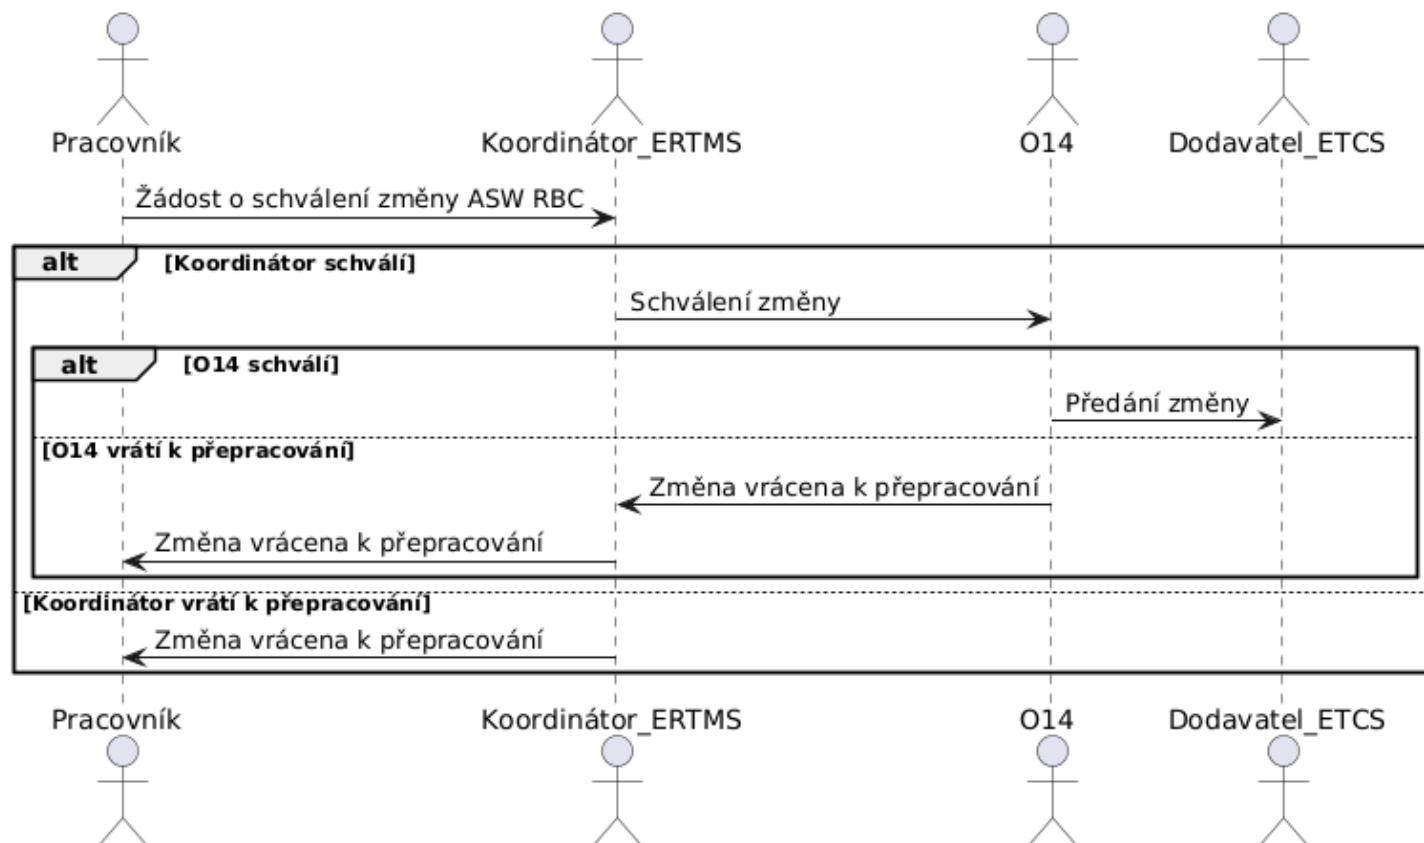 Pracovník Koordinátor_ERTMS O14 Dodavatel_ETCS
Žádost o schválení změny ASW RBC
alt [Koordinátor schválí]
Schválení změny
alt [O14 schválí]
Předání změny
[O14 vrátí k přepracování]
Změna vrácena k přepracování
Změna vrácena k přepracování
[Koordinátor vrátí k přepracování]
Změna vrácena k přepracování
Pracovník Koordinátor_ERTMS O14 Dodavatel_ETCS